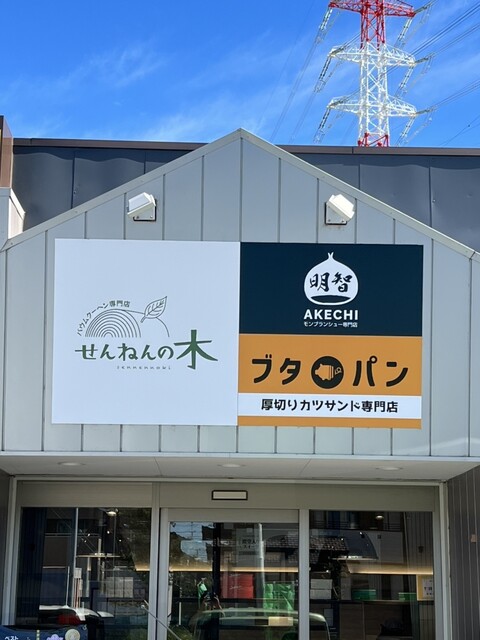 バウムクーヘン専門店
せんねんの木
SENNENNOKI
明智
AKECHI
モンブランシュー専門店
ブタパン
厚切りカツサンド専門店